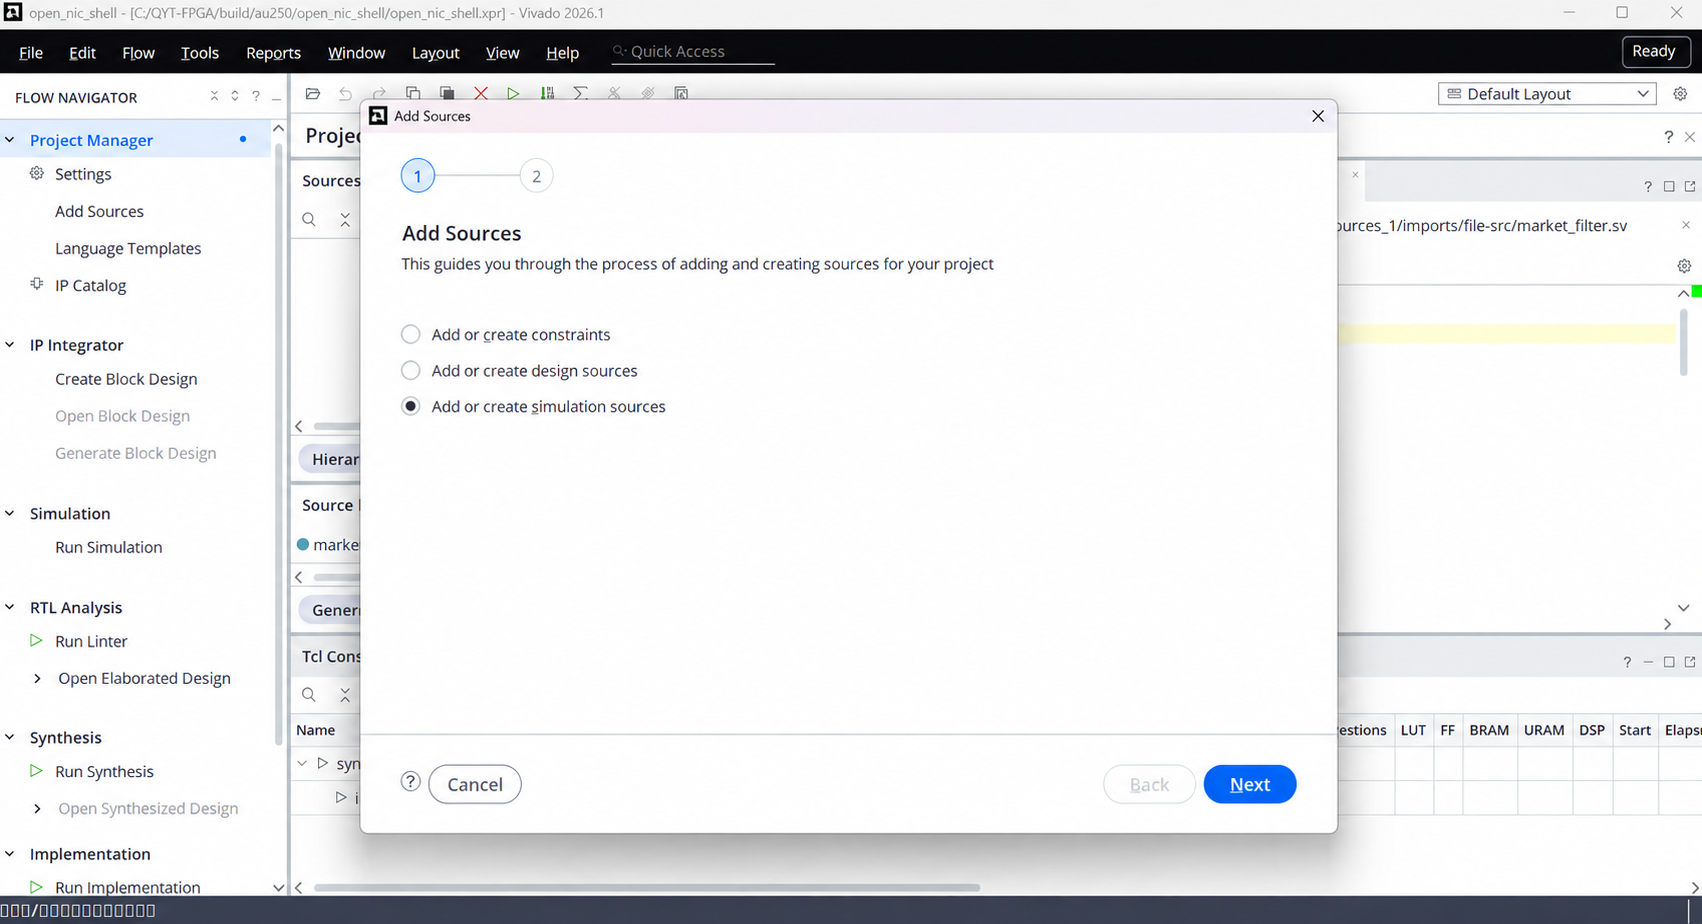 open_nic_shell - [C:/QYT-FPGA/build/au250/open_nic_shell/open_nic_shell.xpr] - Vivado 2026.1
File Edit Flow Tools Reports Window Layout View Help Quick Access Ready
FLOW NAVIGATOR ?
Default Layout
Project Manager
Settings
Add Sources
Language Templates
IP Catalog
IP Integrator
Create Block Design
Open Block Design
Generate Block Design
Simulation
Run Simulation
RTL Analysis
Run Linter
Open Elaborated Design
Synthesis
Run Synthesis
Open Synthesized Design
Implementation
Run Implementation
Projec
?
Sources
?
ources_1/imports/file-src/market_filter.sv
Hierar
Source
marke
Gener
Tcl Cons
?
Name
estions LUT FF BRAM URAM DSP Start Elaps
syn
i
Add Sources
1 2
Add Sources
This guides you through the process of adding and creating sources for your project
Add or create constraints
Add or create design sources
Add or create simulation sources
? Cancel Back Next